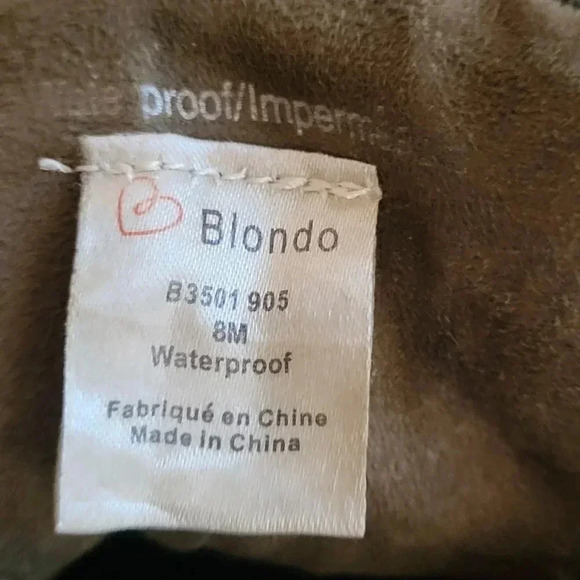 proof/Imperm
Blondo
B3501 905
8M
Waterproof
Fabriqué en Chine
Made in China